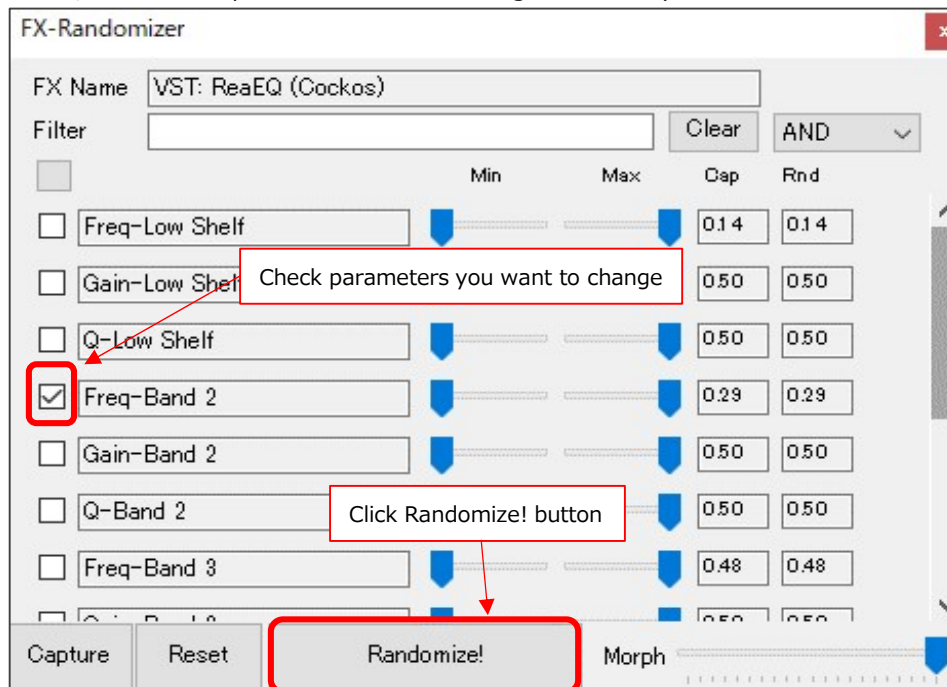 FX-Randomizer
FX Name VST: ReaEQ (Cockos)
Filter Clear AND
Min Max Cap Rnd
Freq-Low Shelf 0.14 0.14
Gain-Low Shelf 0.50 0.50
Check parameters you want to change
Q-Low Shelf 0.50 0.50
Freq-Band 2 0.29 0.29
Gain-Band 2 0.50 0.50
Q-Band 2 0.50 0.50
Click Randomize! button
Freq-Band 3 0.48 0.48
Capture Reset Randomize! Morph